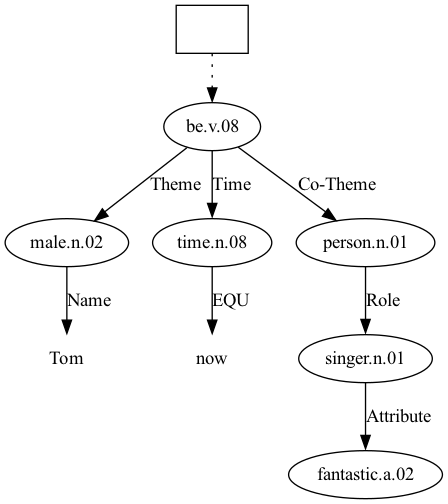 be.v.08
Theme Time Co-Theme
male.n.02 time.n.08 person.n.01
Name EQU Role
Tom now singer.n.01
Attribute
fantastic.a.02